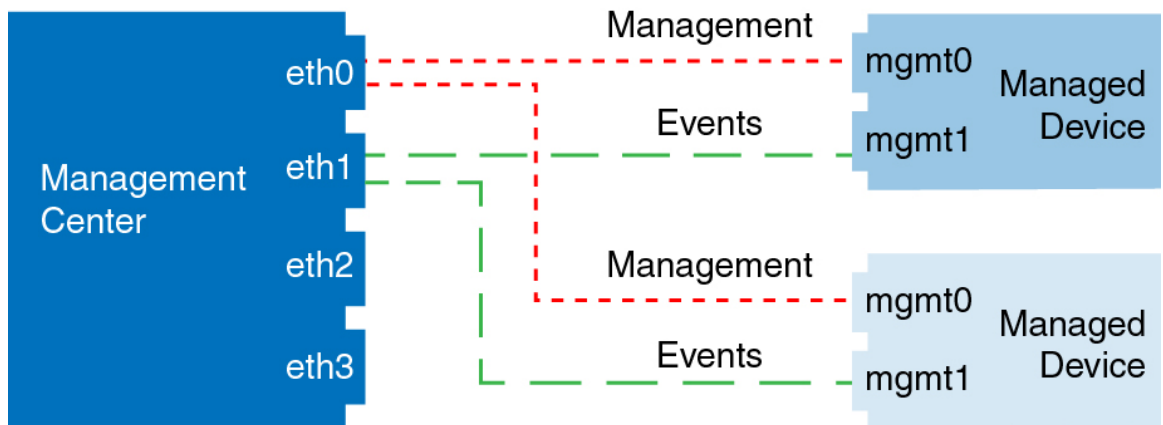 Management
Center
eth0
eth1
eth2
eth3
Management
Events
Management
Events
mgmt0
mgmt1
Managed
Device
mgmt0
mgmt1
Managed
Device